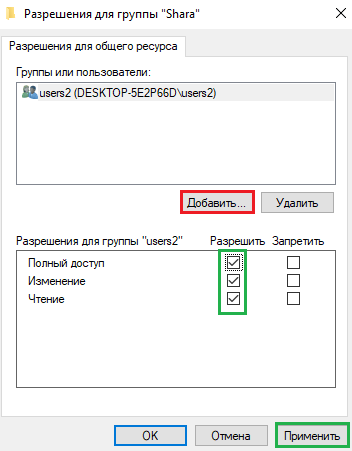 Разрешения для группы "Shara"
Разрешения для общего ресурса
Группы или пользователи:
users2 (DESKTOP-5E2P66D\users2)
Добавить... Удалить
Разрешения для группы "users2" Разрешить Запретить
Полный доступ
Изменение
Чтение
OK Отмена Применить